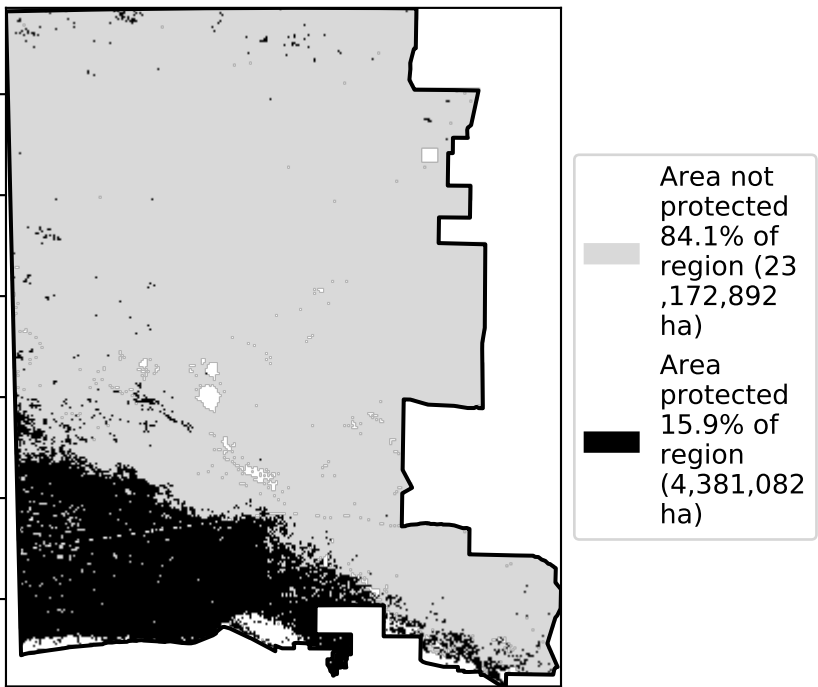 Area not
protected
84.1% of
region (23
,172,892
ha)
Area
protected
15.9% of
region
(4,381,082
ha)